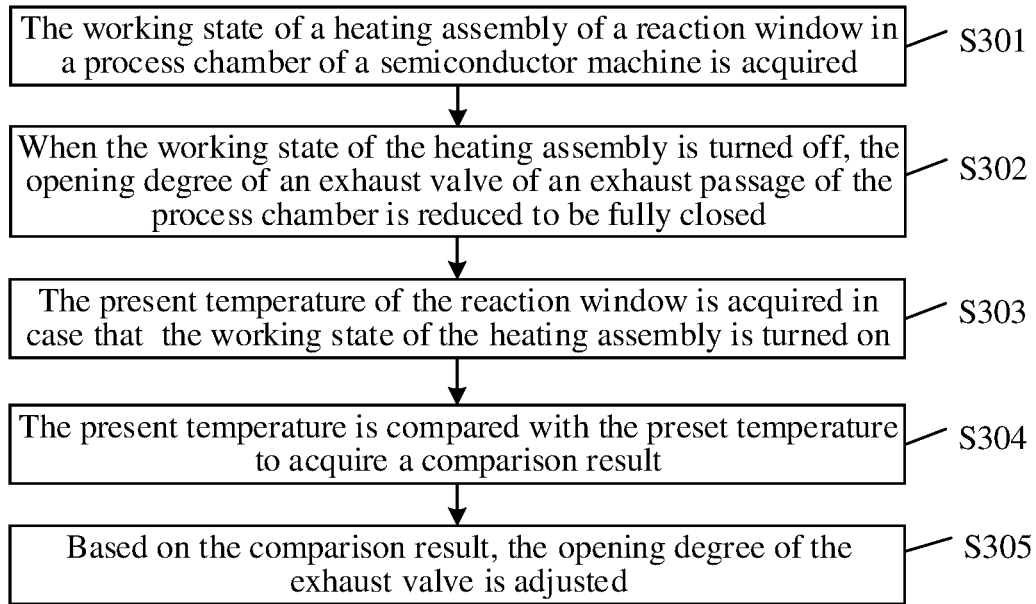 The working state of a heating assembly of a reaction window in
a process chamber of a semiconductor machine is acquired
S301
When the working state of the heating assembly is turned off, the
opening degree of an exhaust valve of an exhaust passage of the
process chamber is reduced to be fully closed
S302
The present temperature of the reaction window is acquired in
case that the working state of the heating assembly is turned on
S303
The present temperature is compared with the preset temperature
to acquire a comparison result
S304
Based on the comparison result, the opening degree of the
exhaust valve is adjusted
S305